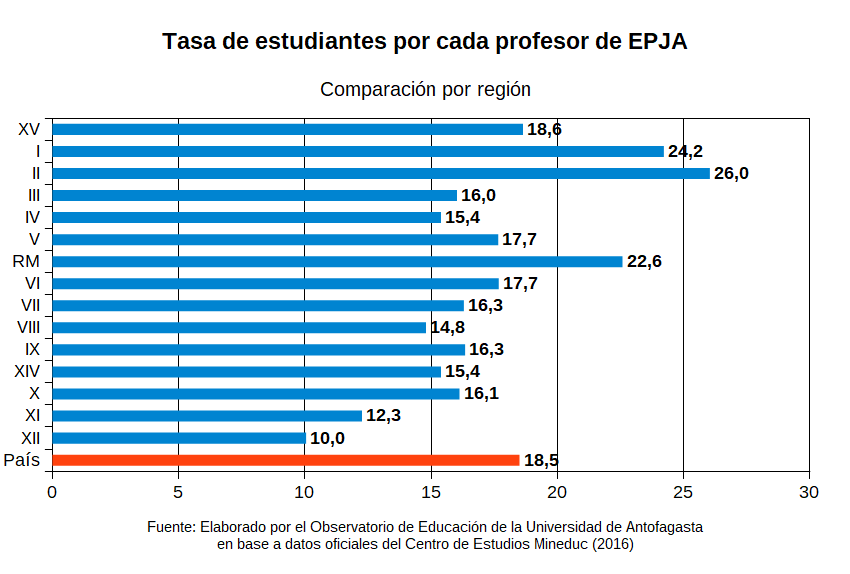 Tasa de estudiantes por cada profesor de EPJA
Comparación por región
XV 18,6
I 24,2
II 26,0
III 16,0
IV 15,4
V 17,7
RM 22,6
VI 17,7
VII 16,3
VIII 14,8
IX 16,3
XIV 15,4
X 16,1
XI 12,3
XII 10,0
País 18,5
0 5 10 15 20 25 30
Fuente: Elaborado por el Observatorio de Educación de la Universidad de Antofagasta
en base a datos oficiales del Centro de Estudios Mineduc (2016)